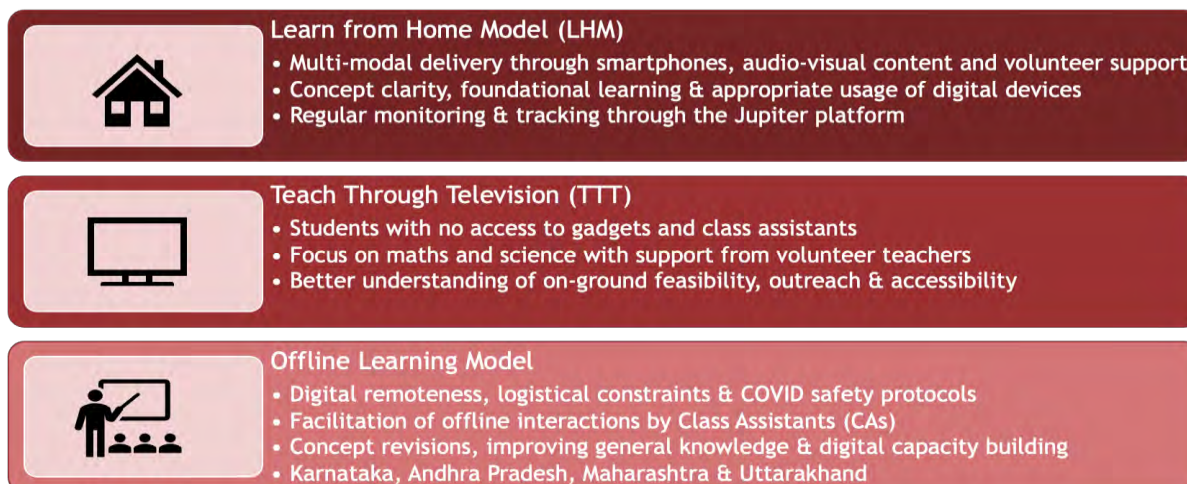 Learn from Home Model (LHM)
• Multi-modal delivery through smartphones, audio-visual content and volunteer support
• Concept clarity, foundational learning & appropriate usage of digital devices
• Regular monitoring & tracking through the Jupiter platform
Teach Through Television (TTT)
• Students with no access to gadgets and class assistants
• Focus on maths and science with support from volunteer teachers
• Better understanding of on-ground feasibility, outreach & accessibility
Offline Learning Model
• Digital remoteness, logistical constraints & COVID safety protocols
• Facilitation of offline interactions by Class Assistants (CAs)
• Concept revisions, improving general knowledge & digital capacity building
• Karnataka, Andhra Pradesh, Maharashtra & Uttarakhand